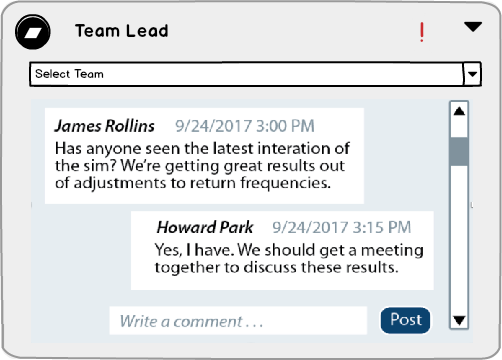 Team Lead !
Select Team
James Rollins 9/24/2017 3:00 PM
Has anyone seen the latest interation of
the sim? We're getting great results out
of adjustments to return frequencies.
Howard Park 9/24/2017 3:15 PM
Yes, I have. We should get a meeting
together to discuss these results.
Write a comment . . . Post